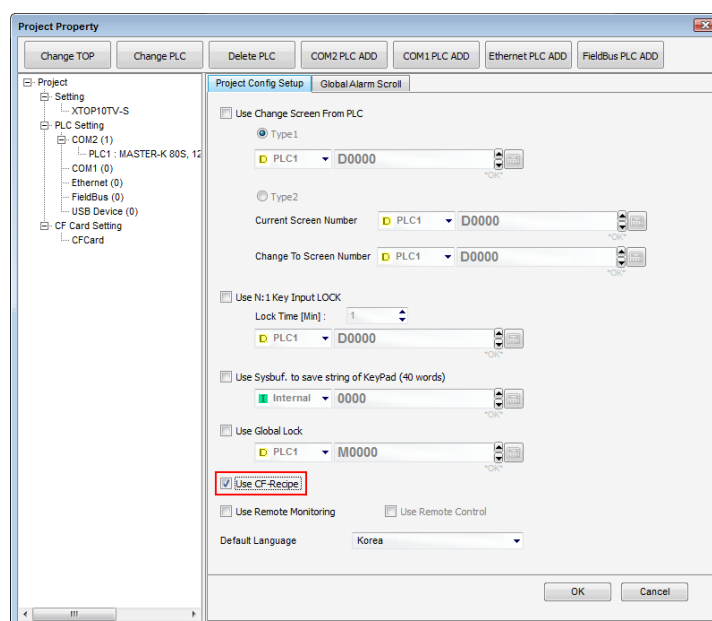 Project Property
Change TOP Change PLC Delete PLC COM2 PLC ADD COM1 PLC ADD Ethernet PLC ADD FieldBus PLC ADD
Project
Setting
XTOP10TV-S
PLC Setting
COM2 (1)
PLC1 : MASTER-K 80S, 12
COM1 (0)
Ethernet (0)
FieldBus (0)
USB Device (0)
CF Card Setting
CFCard
Project Config Setup Global Alarm Scroll
Use Change Screen From PLC
Type1
D PLC1 D0000
"OK"
Type2
Current Screen Number D PLC1 D0000
"OK"
Change To Screen Number D PLC1 D0000
"OK"
Use N:1 Key Input LOCK
Lock Time [Min] : 1
D PLC1 D0000
"OK"
Use Sysbuf. to save string of KeyPad (40 words)
I Internal 0000
"OK"
Use Global Lock
D PLC1 M0000
"OK"
Use CF-Recipe
Use Remote Monitoring Use Remote Control
Default Language Korea
OK Cancel